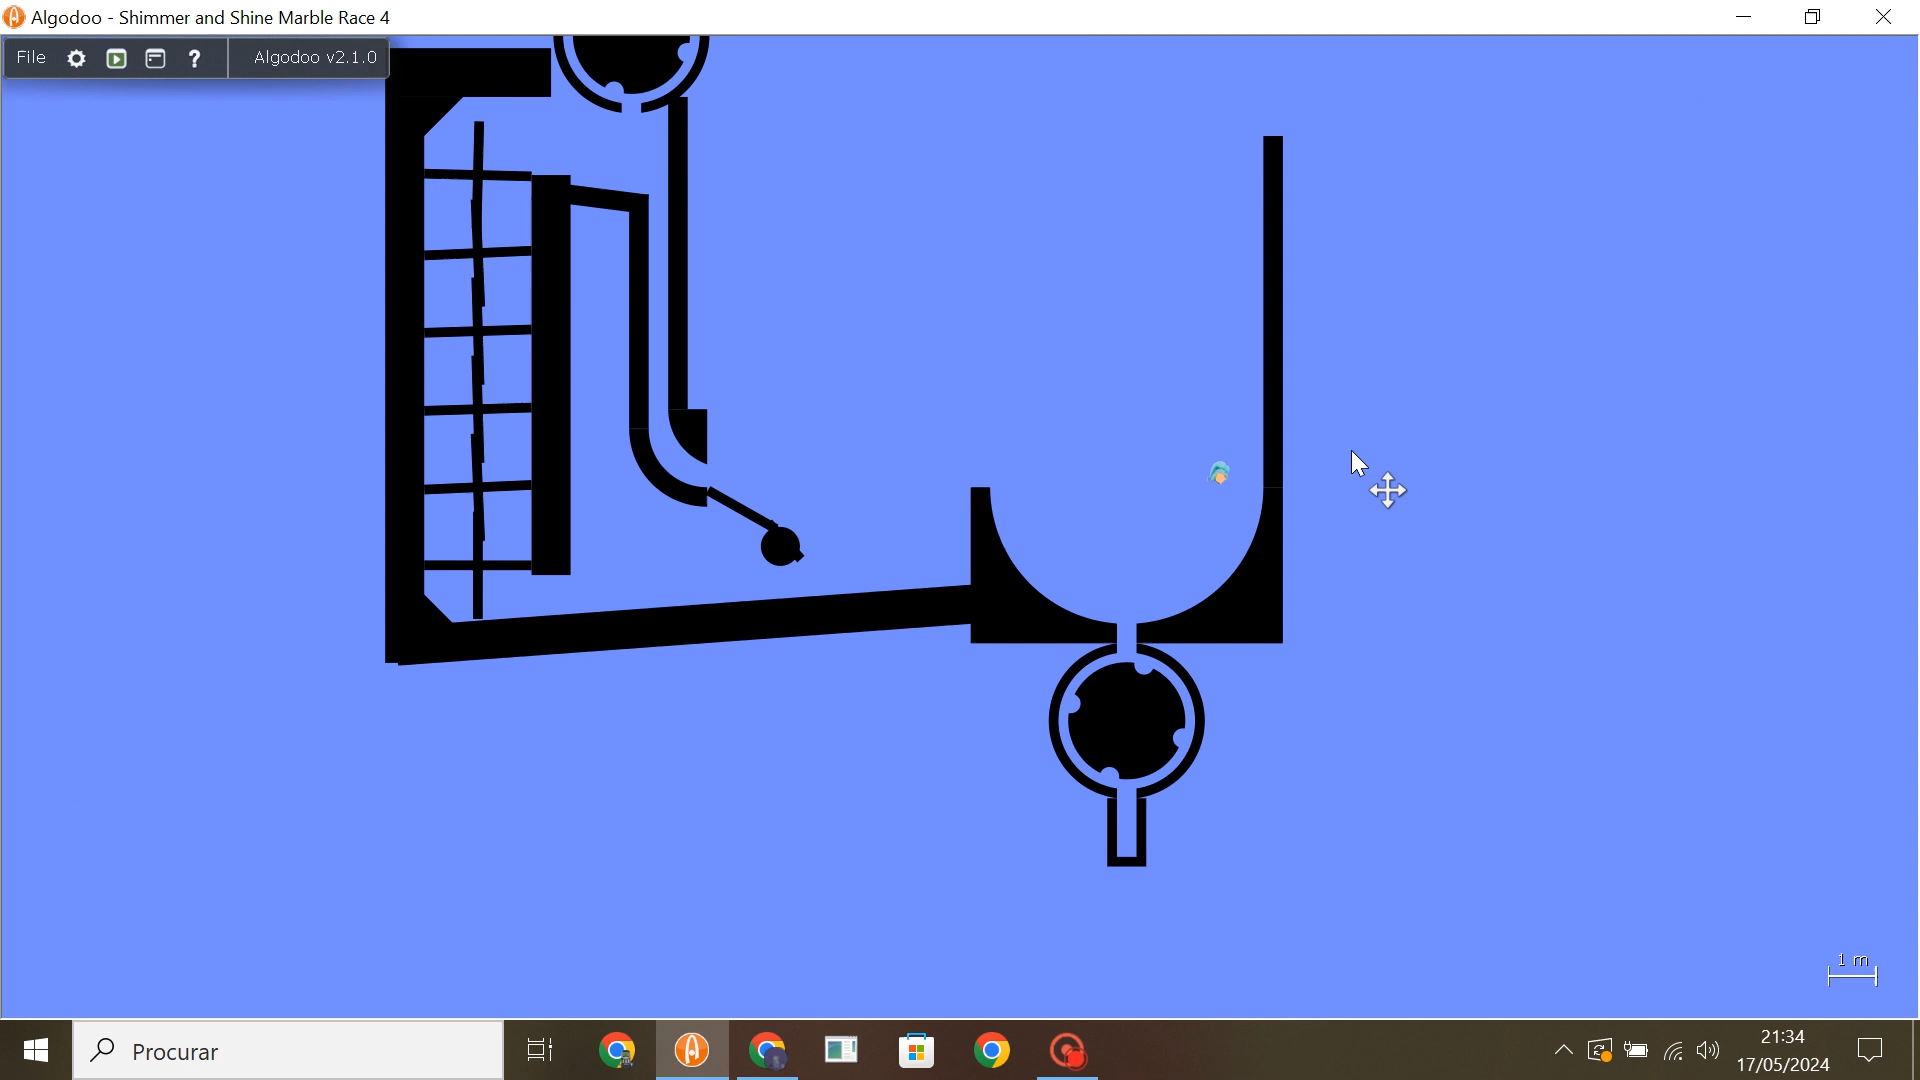 Algodoo - Shimmer and Shine Marble Race 4
File
?
Algodoo v2.1.0
1 m
Procurar
21:34
17/05/2024